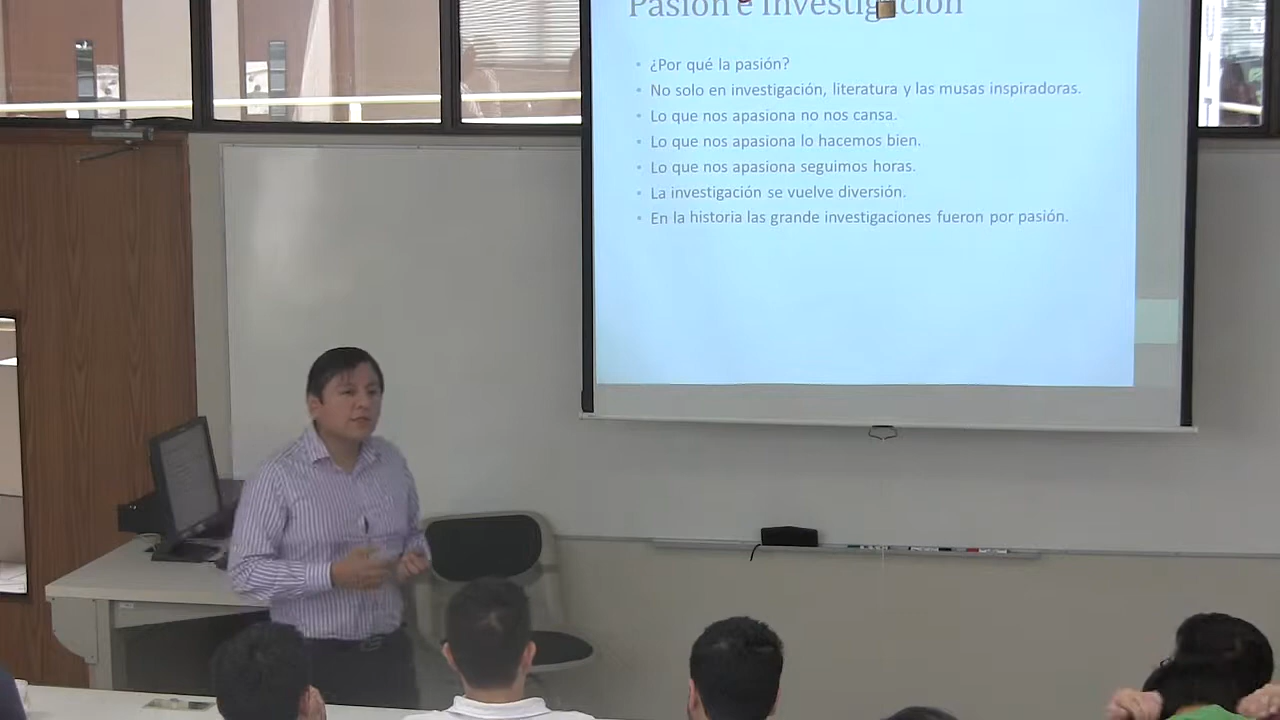 Pasión e investigación
¿Por qué la pasión?
No solo en investigación, literatura y las musas inspiradoras.
Lo que nos apasiona no nos cansa.
Lo que nos apasiona lo hacemos bien.
Lo que nos apasiona seguimos horas.
La investigación se vuelve diversión.
En la historia las grande investigaciones fueron por pasión.